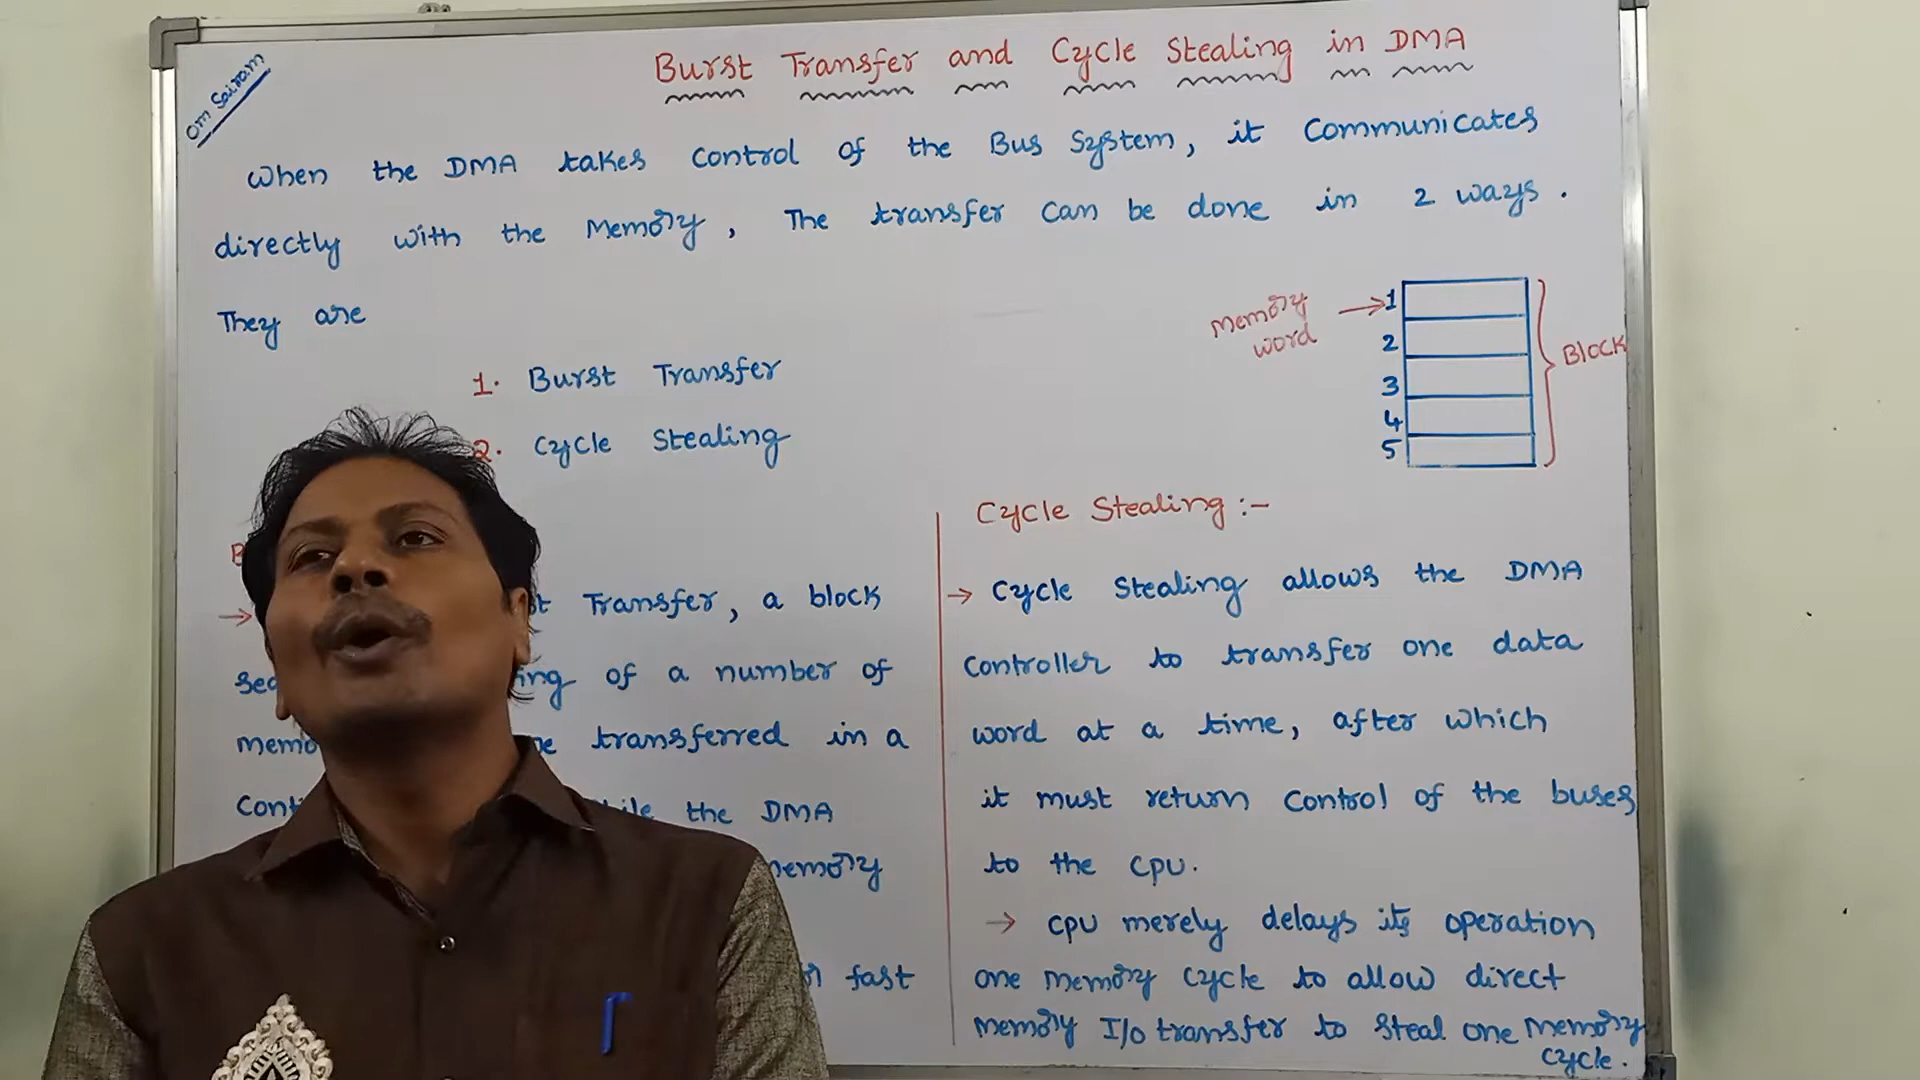 Om Sairam
Burst Transfer and Cycle Stealing in DMA
When the DMA takes control of the Bus System, it communicates
directly with the Memory, The transfer can be done in 2 ways.
They are
1. Burst Transfer
2. Cycle Stealing
Memory
word
1
2
3
4
5
Block
→
Transfer, a block
of a number of
transferred in a
the DMA
memory
fast
Cycle Stealing :-
→ Cycle Stealing allows the DMA
controller to transfer one data
word at a time, after which
it must return control of the buses
to the CPU.
→ CPU merely delays its operation
one memory cycle to allow direct
memory I/O transfer to steal one memory
cycle.